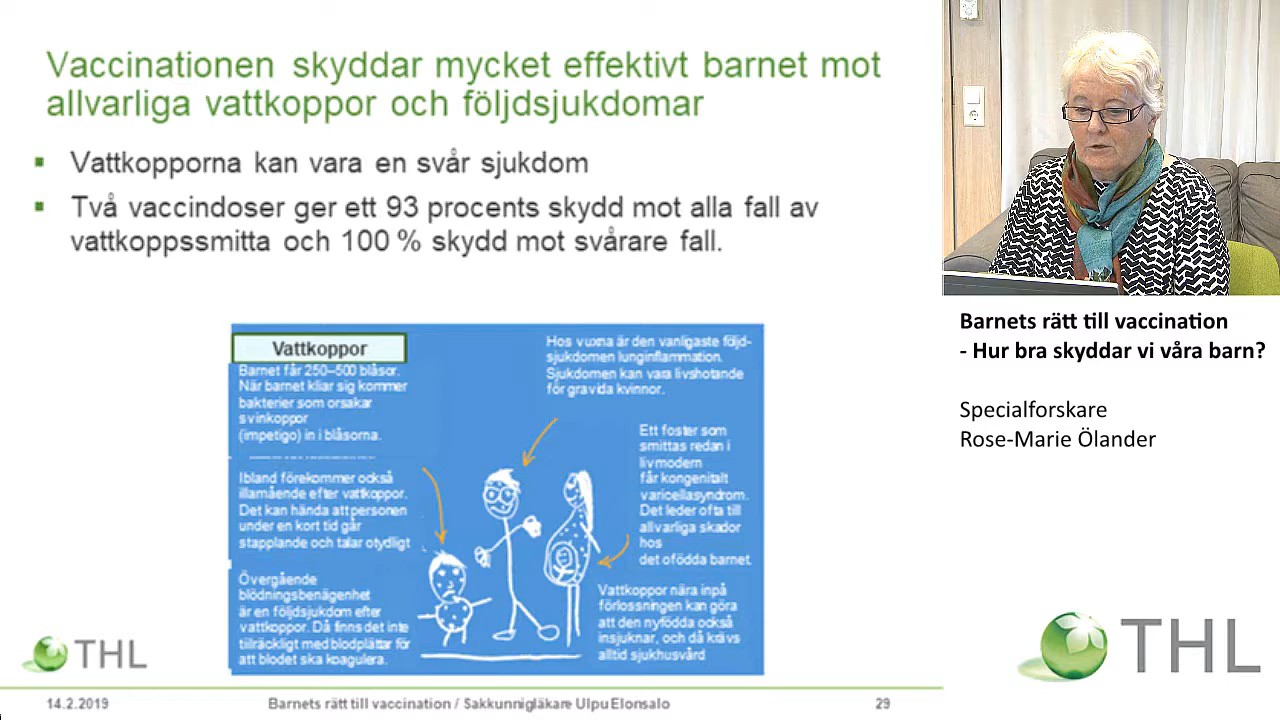 Vaccinationen skyddar mycket effektivt barnet mot
allvarliga vattkoppor och följdsjukdomar
Vattkopporna kan vara en svår sjukdom
Två vaccindoser ger ett 93 procents skydd mot alla fall av
vattkoppssmitta och 100 % skydd mot svårare fall.
Vattkoppor
Barnet får 250–500 blåsor.
När barnet kliar sig kommer
bakterier som orsakar
svinkoppor
(impetigo) in i blåsorna.
Ibland förekommer också
illamående efter vattkoppor.
Det kan hända att personen
under en kort tid går
stapplande och talar otydligt
Övergående
blödningsbenägenhet
är en följdsjukdom efter
vattkoppor. Då finns det inte
tillräckligt med blodplättar för
att blodet ska koagulera.
Hos vuxna är den vanligaste följd-
sjukdomen lunginflammation.
Sjukdomen kan vara livshotande
för gravida kvinnor.
Ett foster som
smittas redan i
livmodern
får kongenitalt
varicellasyndrom.
Det leder ofta till
allvarliga skador
hos
det ofödda barnet.
Vattkoppor nära inpå
förlossningen kan göra
att den nyfödda också
insjuknar, och då krävs
alltid sjukhusvård
THL
14.2.2019
Barnets rätt till vaccination / Sakkunnigläkare Ulpu Elonsalo
29
Barnets rätt till vaccination
- Hur bra skyddar vi våra barn?
Specialforskare
Rose-Marie Ölander
THL